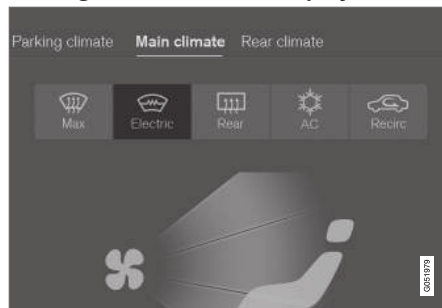 Parking climate Main climate Rear climate
Max Electric Rear AC Recirc
G051979